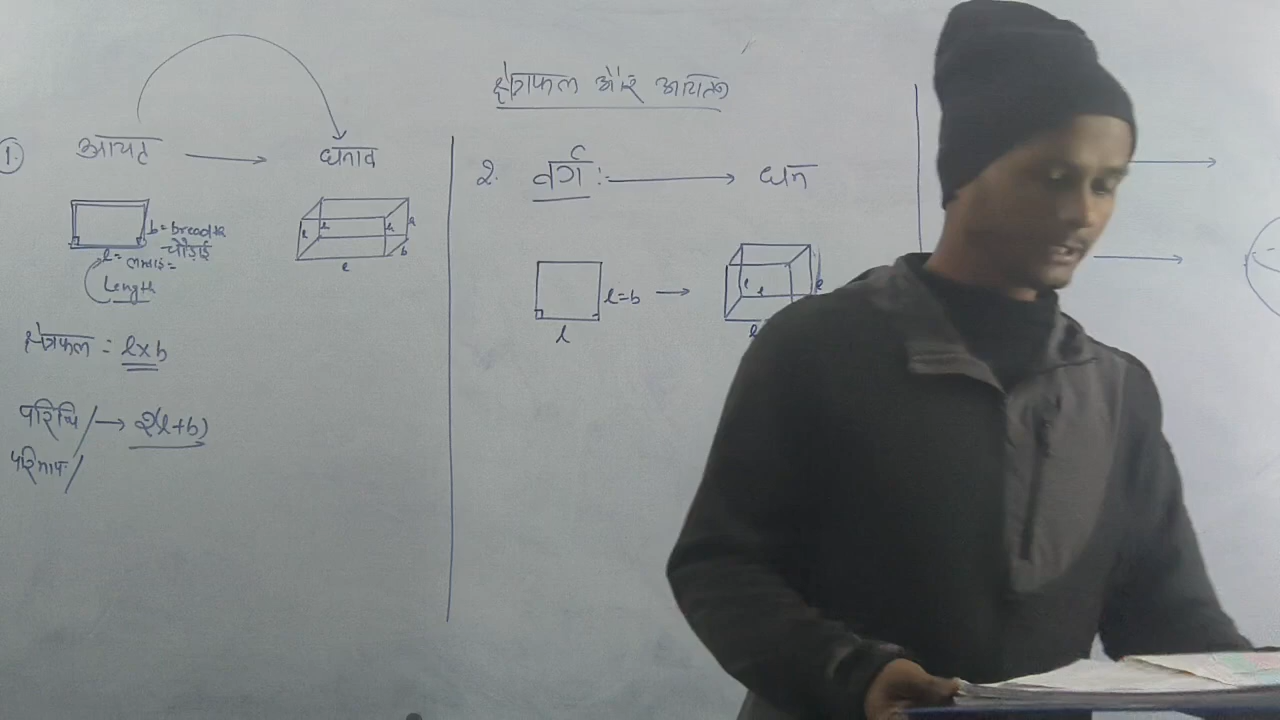 क्षेत्रफल और आयतन
1. आयत → घनाव
b = breadth
चौड़ाई
l = लम्बाई =
Length
l
b
क्षेत्रफल = l×b
परिधि / → 2(l+b)
परिमाप /
2. वर्ग :- → घन
l = b →
l
l